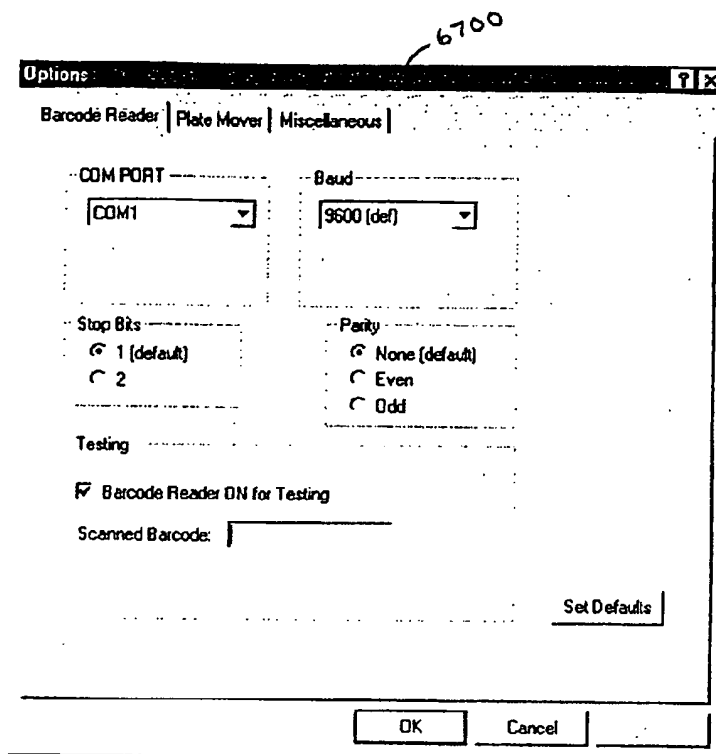 6700
Options ? X
Barcode Reader Plate Mover Miscellaneous
COM PORT Baud
COM1 9600 (def)
Stop Bits Parity
1 (default) None (default)
2 Even
Odd
Testing
Barcode Reader ON for Testing
Scanned Barcode:
Set Defaults
OK Cancel